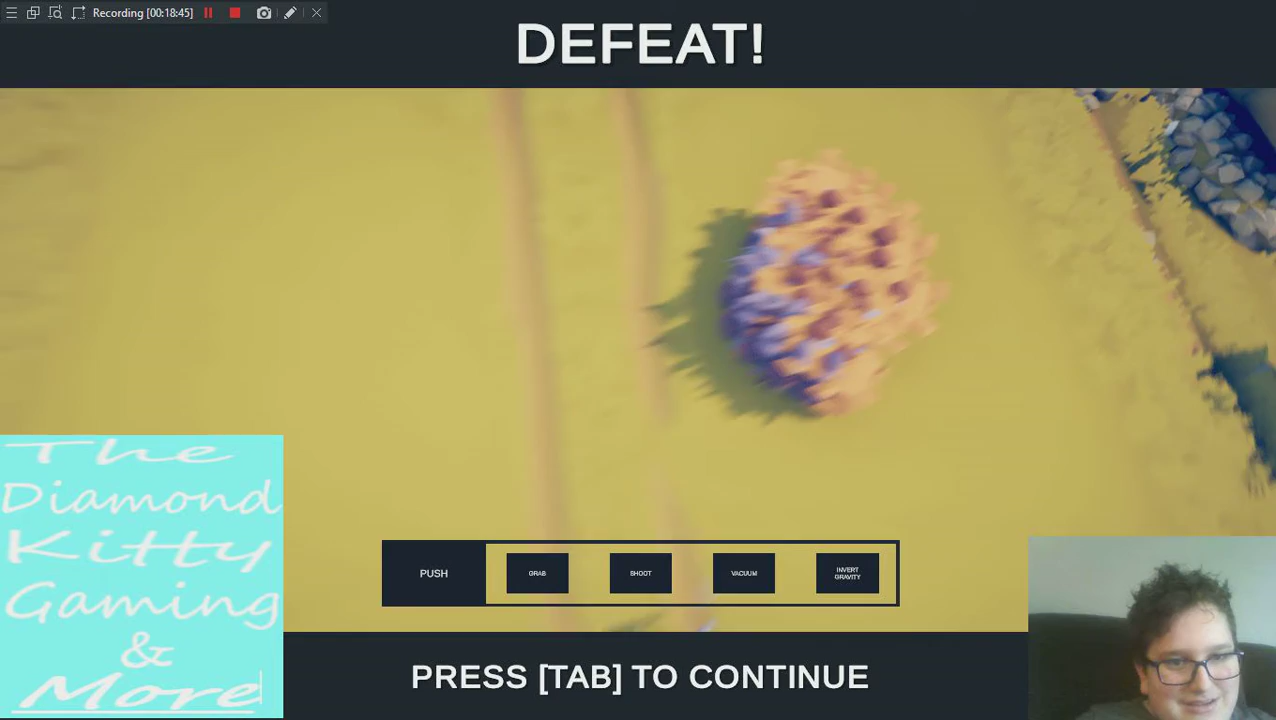 Recording [00:18:45]
DEFEAT!
The
Diamond
Kitty
Gaming
&
More
PUSH
GRAB
SHOOT
VACUUM
INVERT
GRAVITY
PRESS [TAB] TO CONTINUE